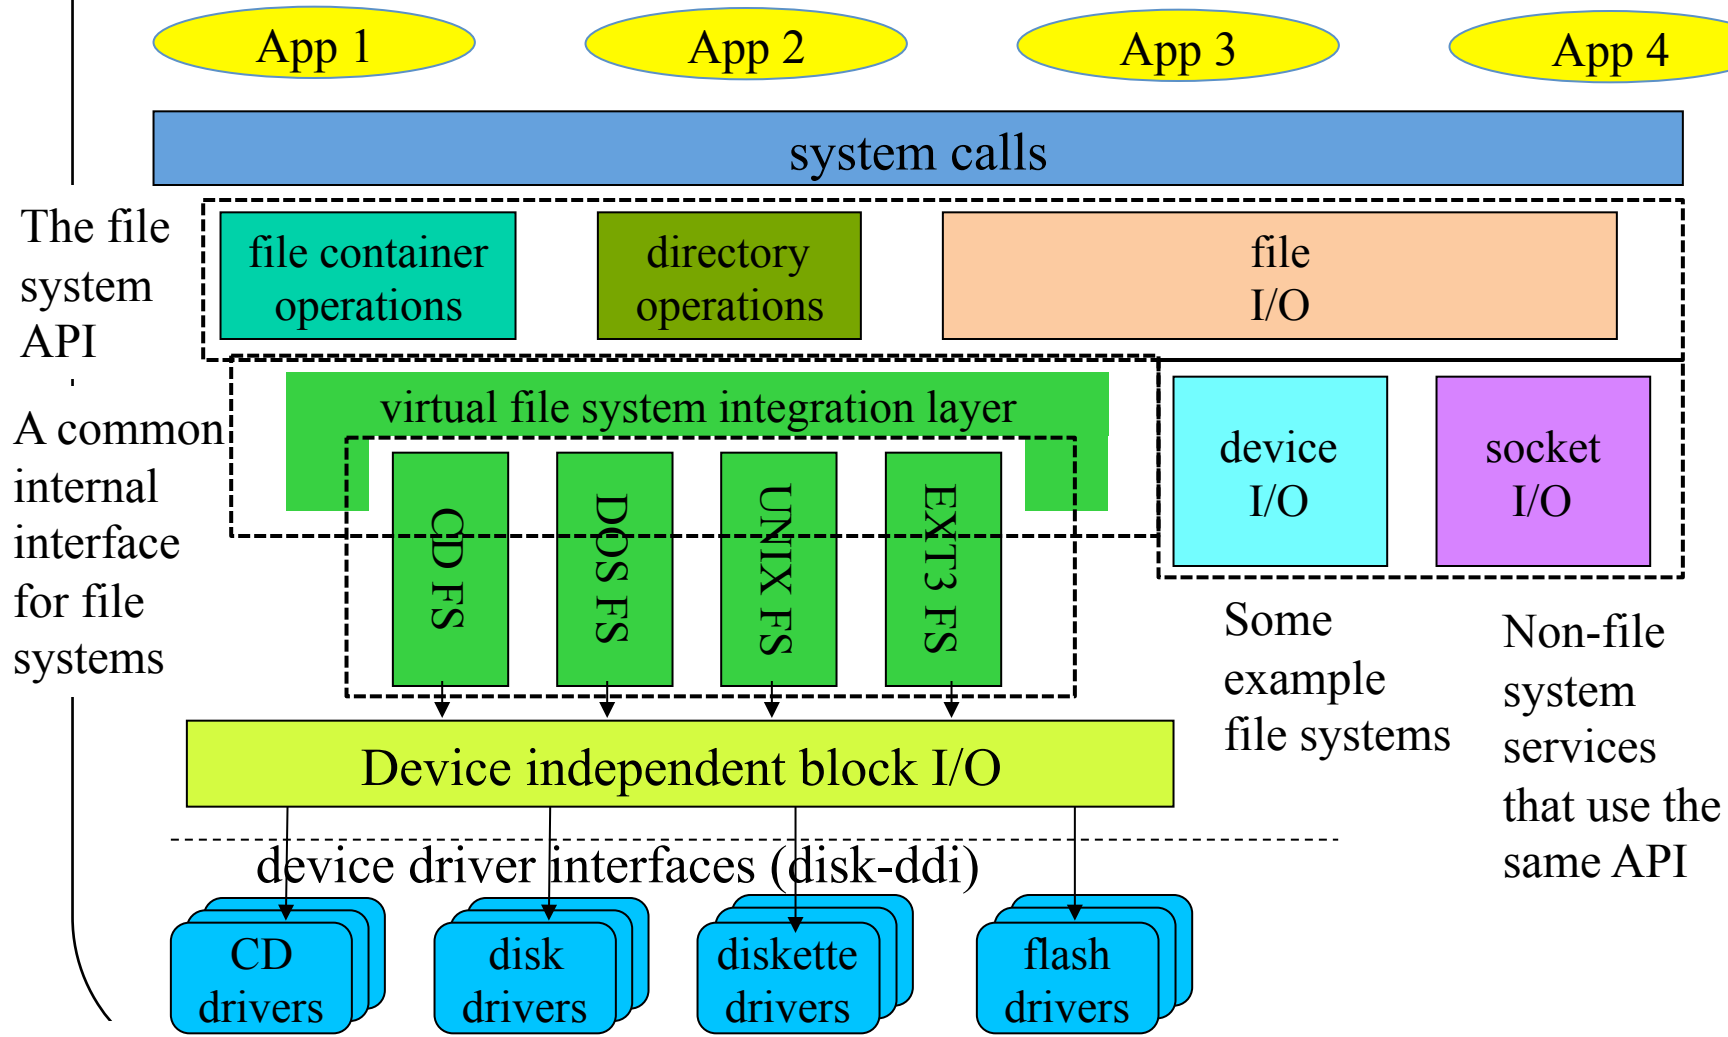 App 1
App 2
App 3
App 4
system calls
The file
system
API
file container
operations
directory
operations
file
I/O
A common
internal
interface
for file
systems
virtual file system integration layer
CD FS
DOS FS
UNIX FS
EXT3 FS
device
I/O
socket
I/O
Some
example
file systems
Non-file
system
services
that use the
same API
Device independent block I/O
device driver interfaces (disk-ddi)
CD
drivers
disk
drivers
diskette
drivers
flash
drivers